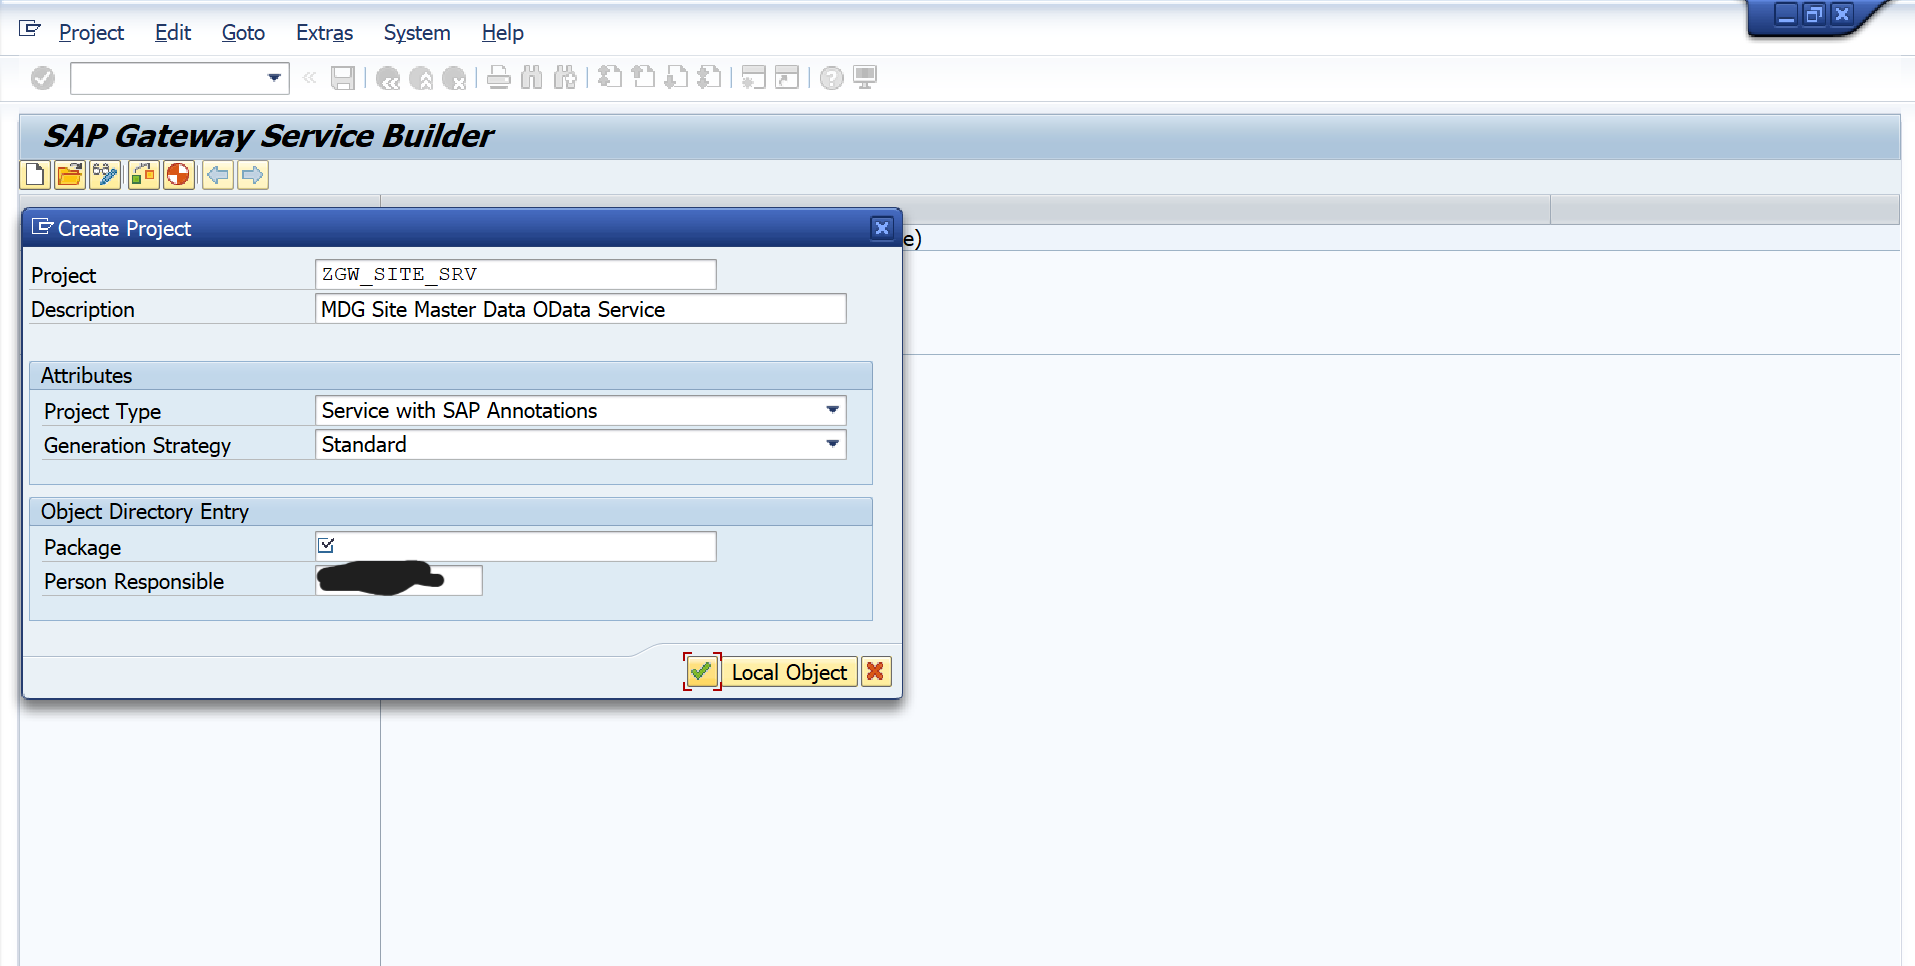 Project Edit Goto Extras System Help
SAP Gateway Service Builder
Create Project
e)
Project ZGW_SITE_SRV
Description MDG Site Master Data OData Service
Attributes
Project Type Service with SAP Annotations
Generation Strategy Standard
Object Directory Entry
Package
Person Responsible
Local Object